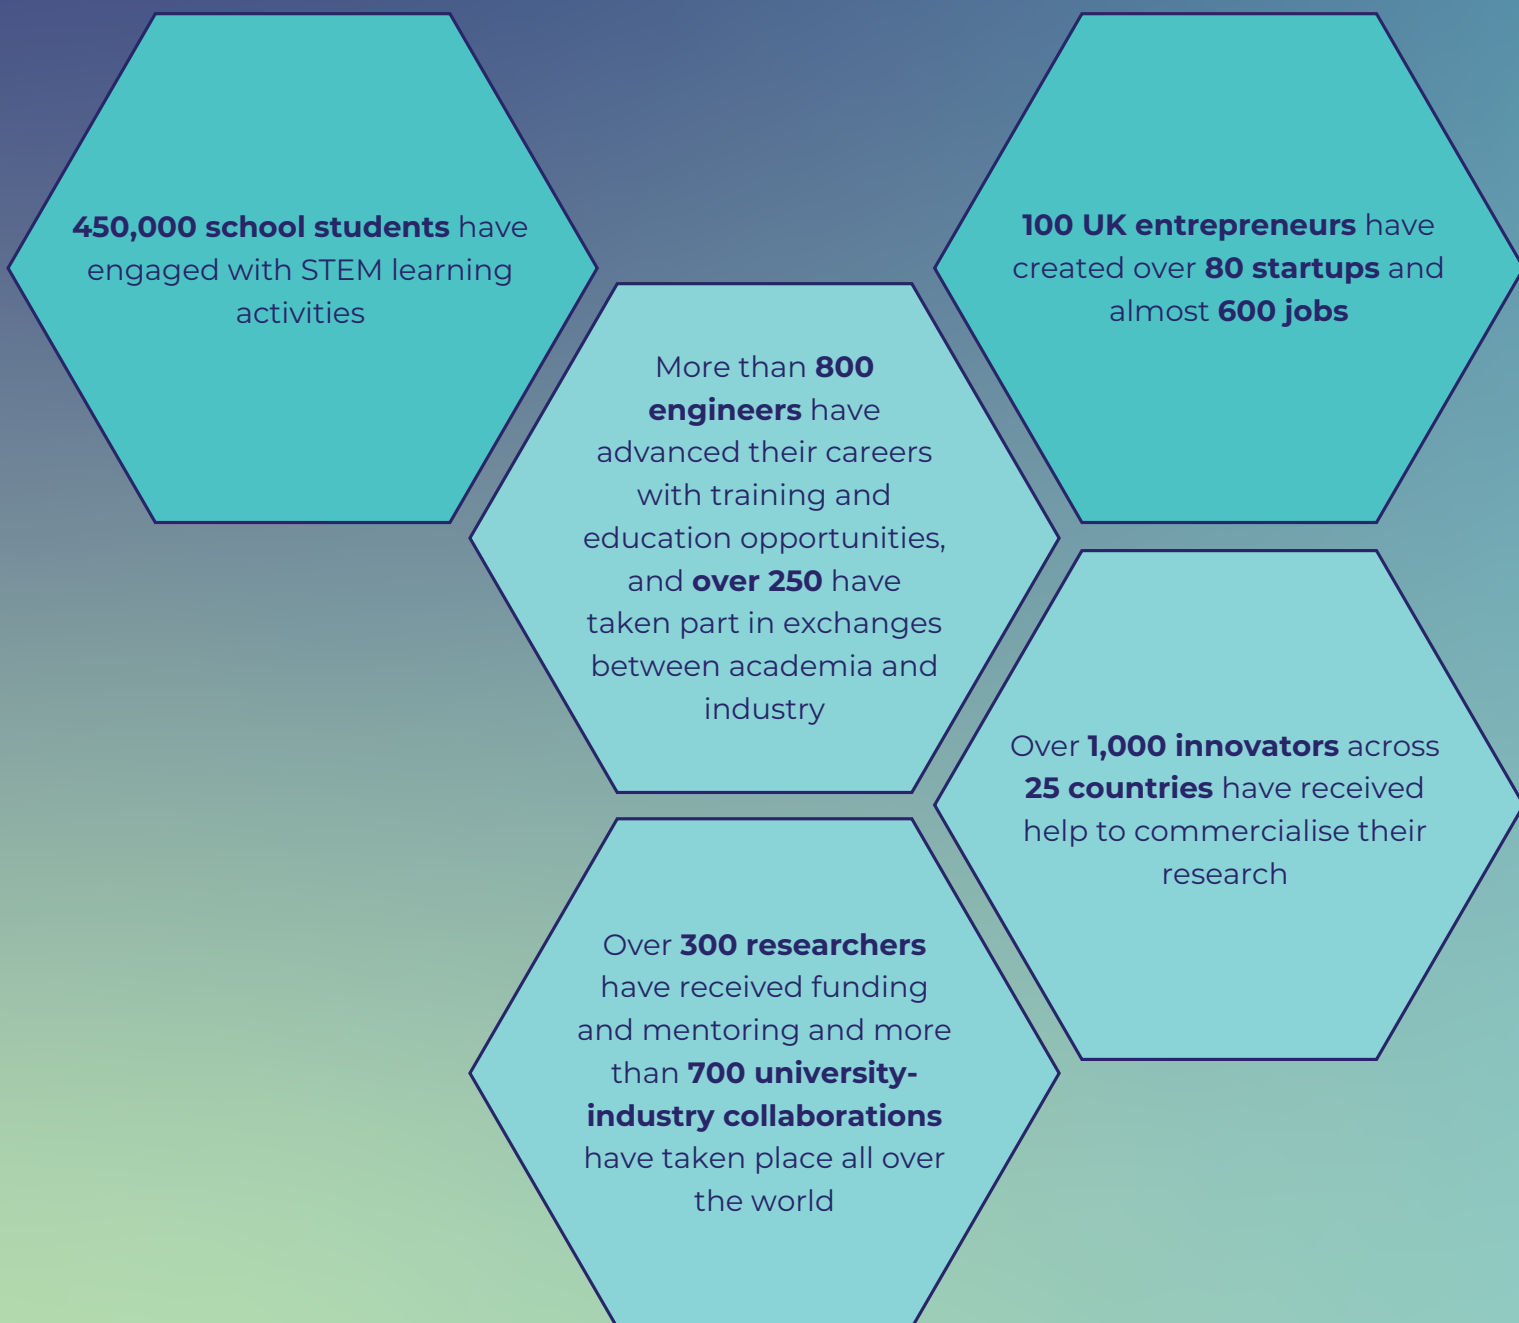 450,000 school students have
engaged with STEM learning
activities
100 UK entrepreneurs have
created over 80 startups and
almost 600 jobs
More than 800
engineers have
advanced their careers
with training and
education opportunities,
and over 250 have
taken part in exchanges
between academia and
industry
Over 1,000 innovators across
25 countries have received
help to commercialise their
research
Over 300 researchers
have received funding
and mentoring and more
than 700 university-
industry collaborations
have taken place all over
the world